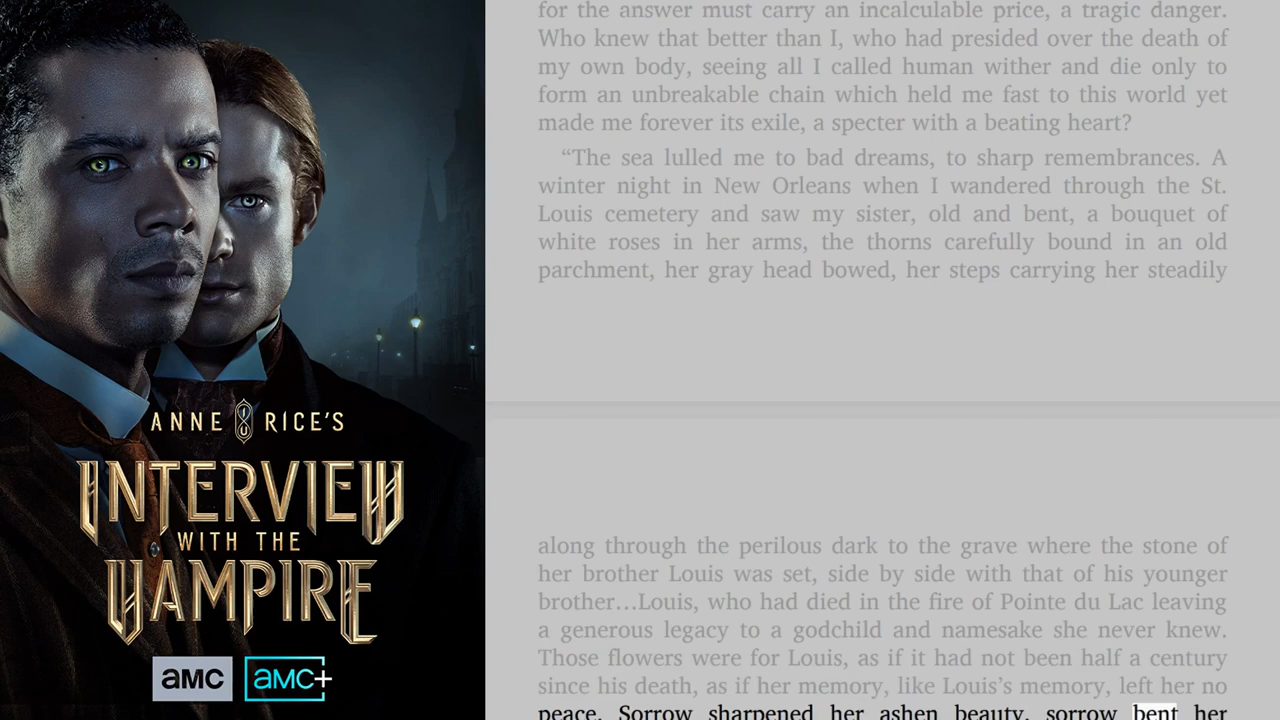 ANNE RICE'S
INTERVIEW
WITH THE
VAMPIRE
aMC
aMC+
for the answer must carry an incalculable price, a tragic danger.
Who knew that better than I, who had presided over the death of
my own body, seeing all I called human wither and die only to
form an unbreakable chain which held me fast to this world yet
made me forever its exile, a specter with a beating heart?
“The sea lulled me to bad dreams, to sharp remembrances. A
winter night in New Orleans when I wandered through the St.
Louis cemetery and saw my sister, old and bent, a bouquet of
white roses in her arms, the thorns carefully bound in an old
parchment, her gray head bowed, her steps carrying her steadily
along through the perilous dark to the grave where the stone of
her brother Louis was set, side by side with that of his younger
brother…Louis, who had died in the fire of Pointe du Lac leaving
a generous legacy to a godchild and namesake she never knew.
Those flowers were for Louis, as if it had not been half a century
since his death, as if her memory, like Louis’s memory, left her no
peace. Sorrow sharpened her ashen beauty, sorrow bent her